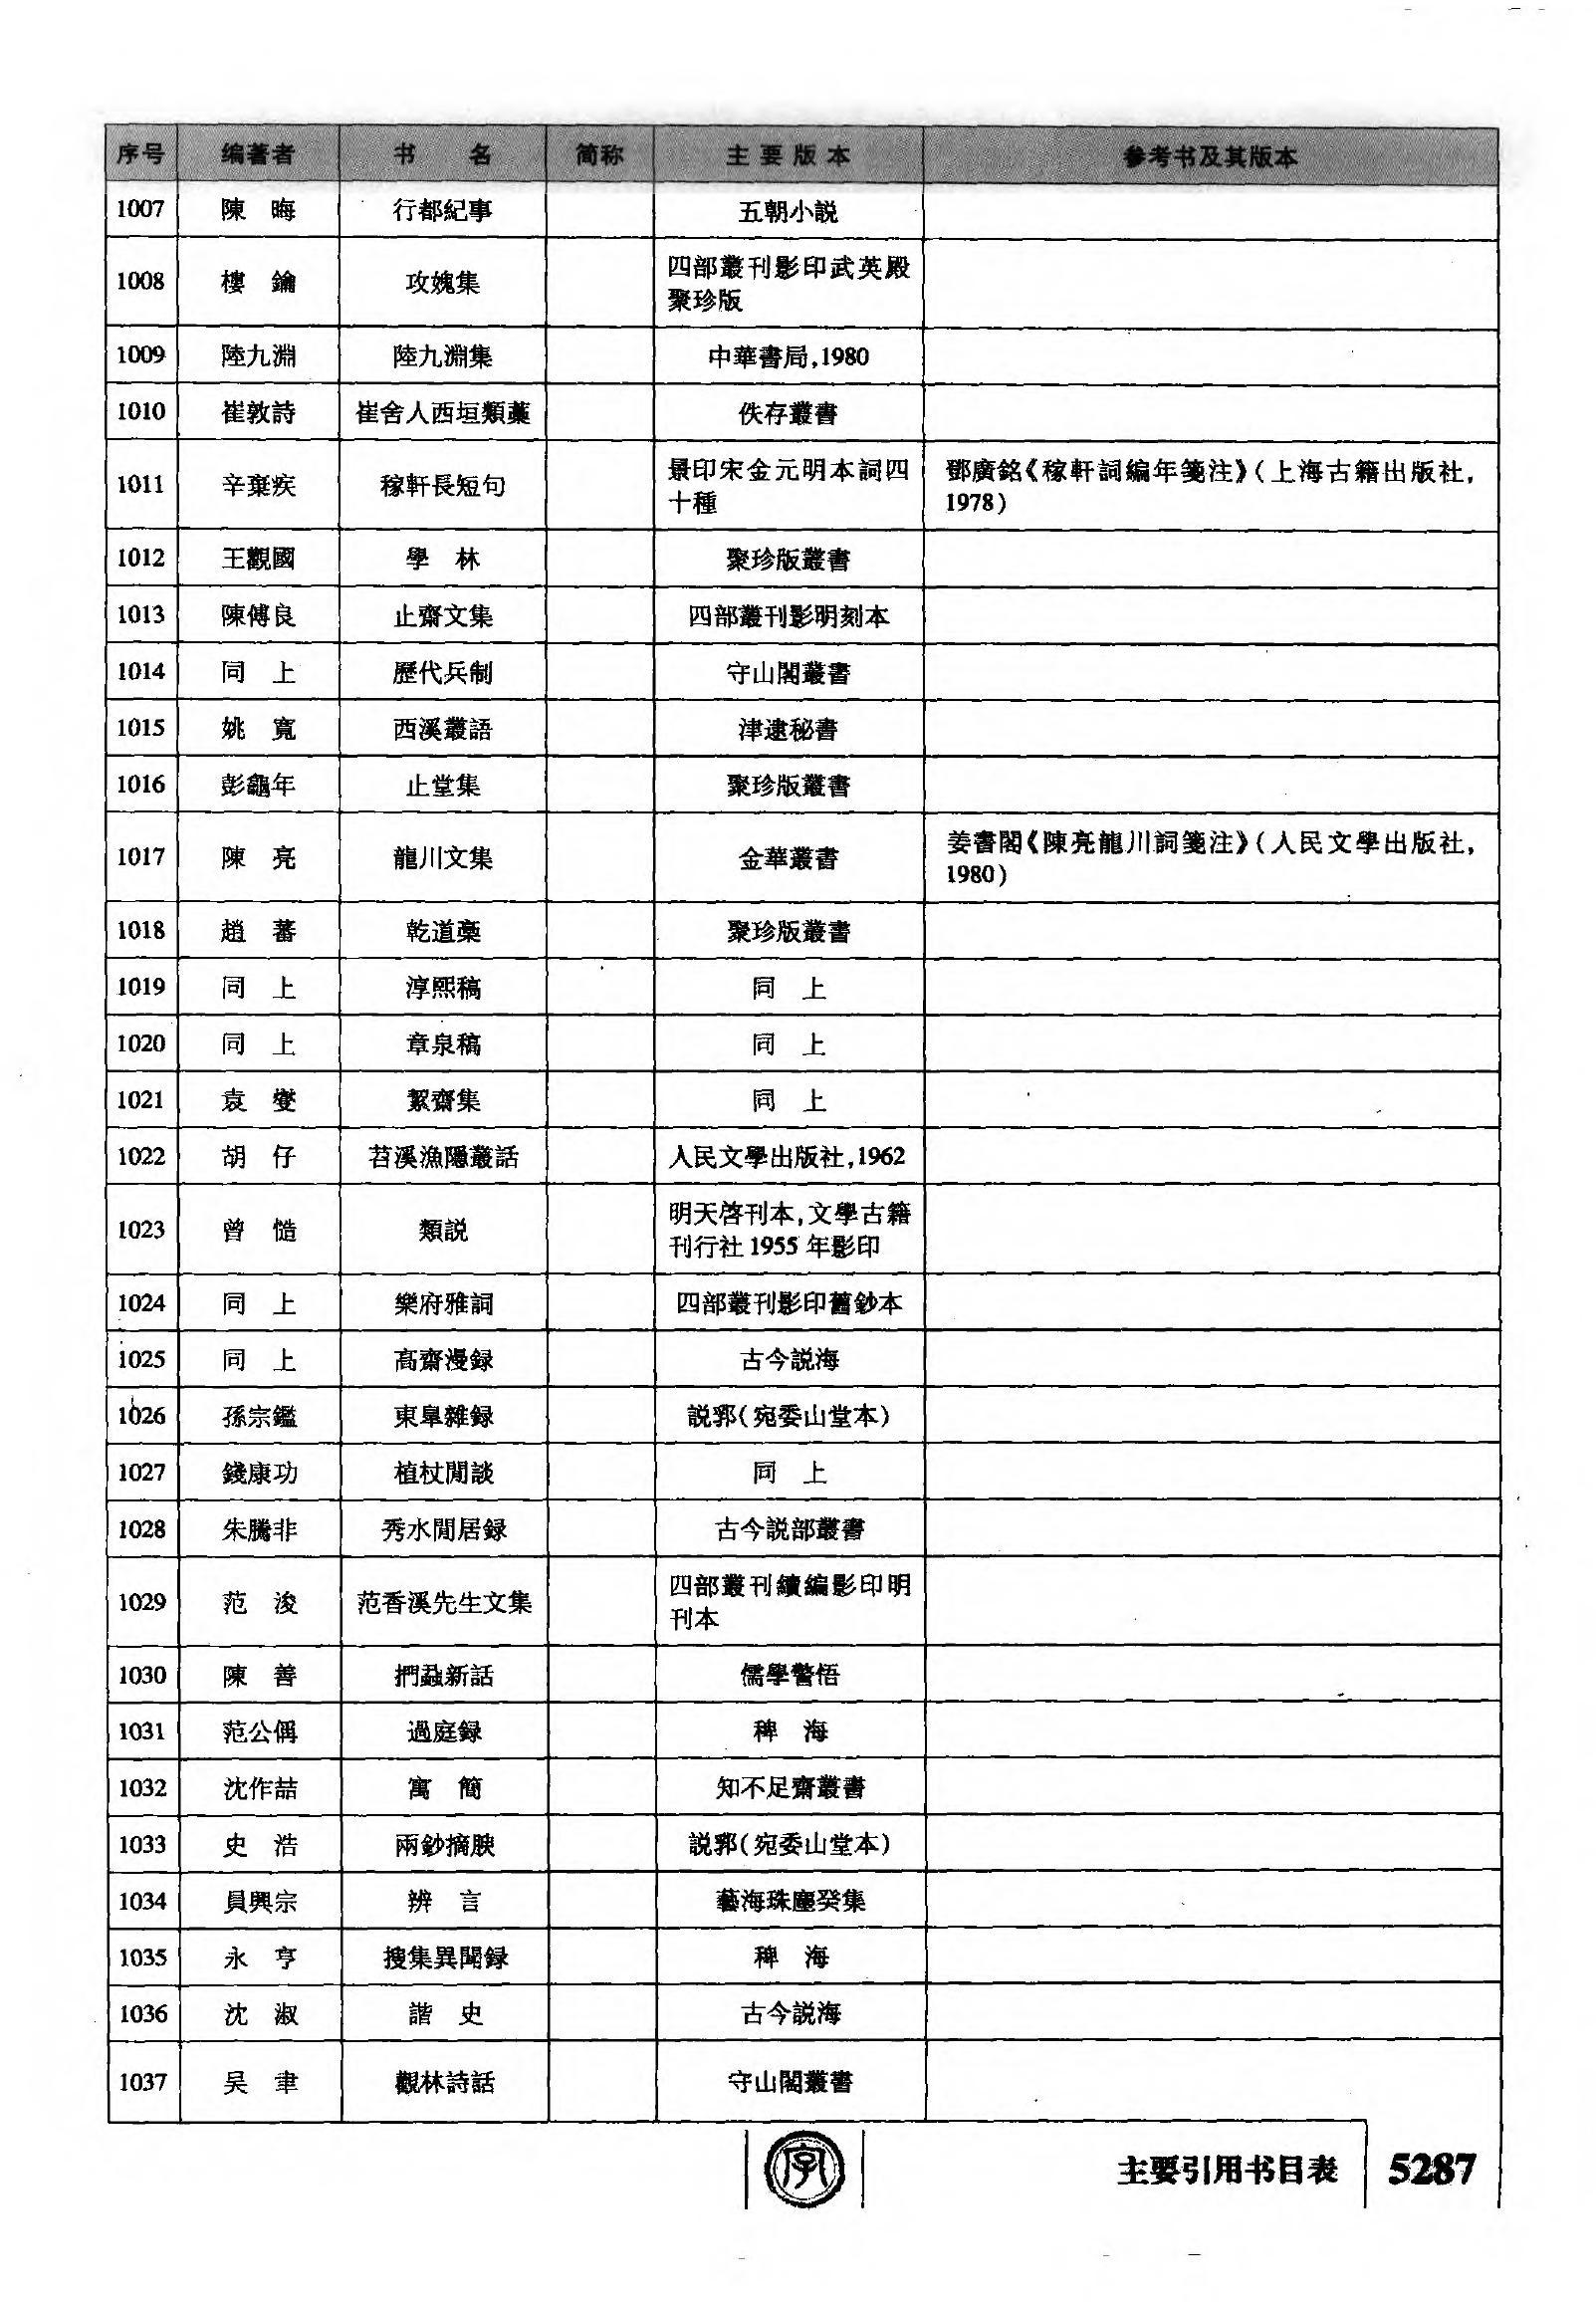 序号 编著者 书名 简称 主要版本 参考书及其版本
1007 陳晦 行都紀事 五朝小説
1008 樓鑰 攻媿集 四部叢刊影印武英殿
聚珍版
1009 陸九淵 陸九淵集 中華書局,1980
1010 崔敦詩 崔舍人西垣類藁 佚存叢書
1011 辛棄疾 稼軒長短句 景印宋金元明本詞四
十種
鄧廣銘《稼軒詞編年箋注》(上海古籍出版社,
1978)
1012 王觀國 學林 聚珍版叢書
1013 陳傅良 止齋文集 四部叢刊影明刻本
1014 同上 歷代兵制 守山閣叢書
1015 姚寬 西溪叢語 津逮秘書
1016 彭龜年 止堂集 聚珍版叢書
1017 陳亮 龍川文集 金華叢書 姜書閣《陳亮龍川詞箋注》(人民文學出版社,
1980)
1018 趙蕃 乾道藁 聚珍版叢書
1019 同上 淳熙稿 同上
1020 同上 章泉稿 同上
1021 袁燮 絜齋集 同上
1022 胡仔 苕溪漁隱叢話 人民文學出版社,1962
1023 曾慥 類説 明天啓刊本,文學古籍
刊行社1955年影印
1024 同上 樂府雅詞 四部叢刊影印舊鈔本
1025 同上 高齋漫録 古今説海
1026 孫宗鑑 東皐雜録 説郛(宛委山堂本)
1027 錢康功 植杖閒談 同上
1028 朱勝非 秀水閒居録 古今説部叢書
1029 范浚 范香溪先生文集 四部叢刊續編影印明
刊本
1030 陳善 捫蝨新話 儒學警悟
1031 范公偁 過庭録 稗海
1032 沈作喆 寓簡 知不足齋叢書
1033 史浩 兩鈔摘腴 説郛(宛委山堂本)
1034 員興宗 辨言 藝海珠塵癸集
1035 永亨 搜集異聞録 稗海
1036 沈淑 諧史 古今説海
1037 吴聿 觀林詩話 守山閣叢書
字
主要引用书目表 5287